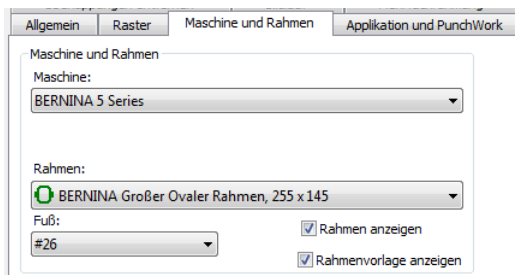 Allgemein Raster Maschine und Rahmen Applikation und PunchWork
Maschine und Rahmen
Maschine:
BERNINA 5 Series
Rahmen:
BERNINA Großer Ovaler Rahmen, 255 x 145
Fuß:
#26
Rahmen anzeigen
Rahmenvorlage anzeigen